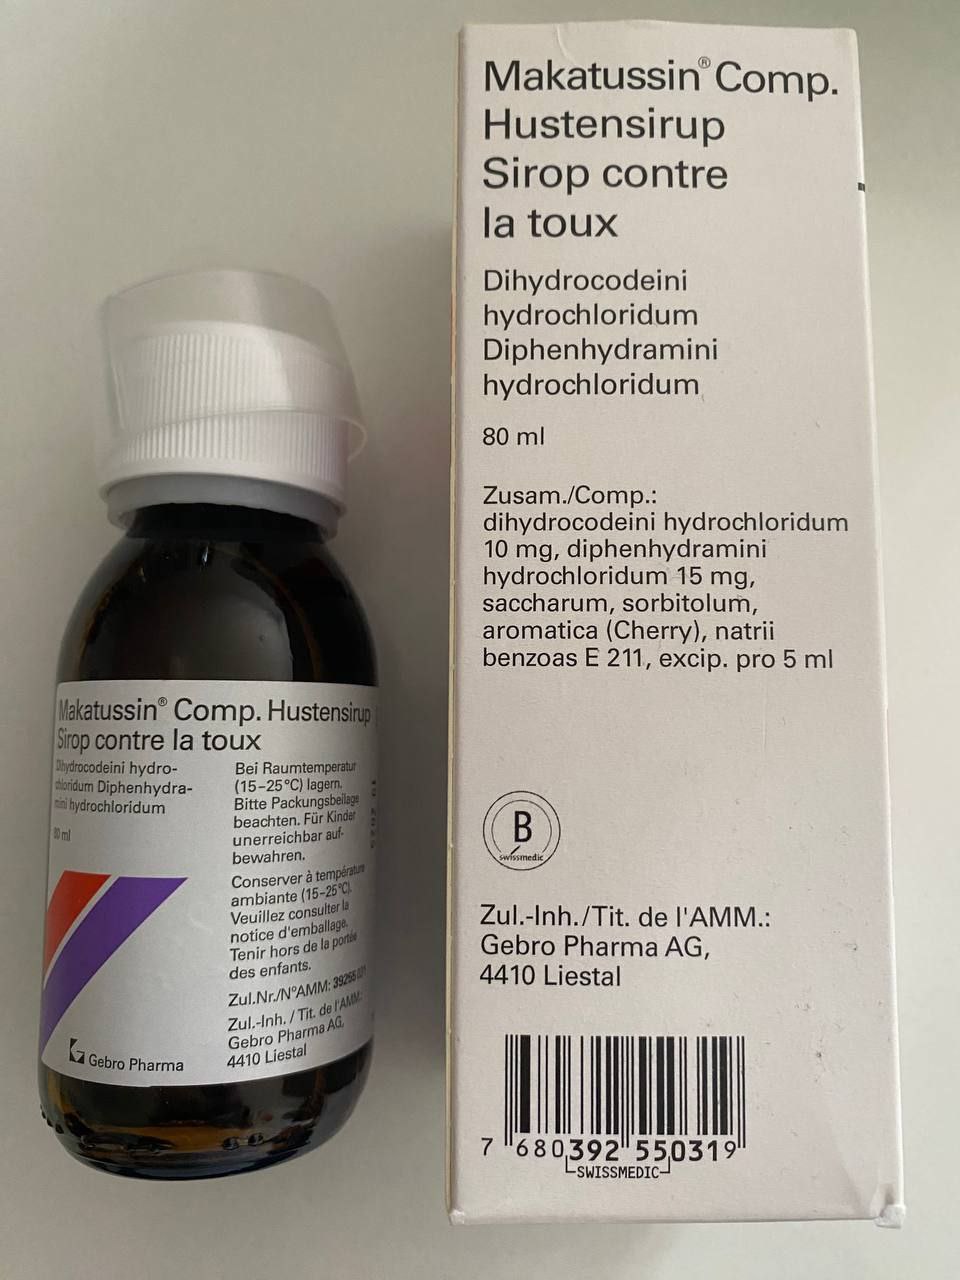 Makatussin® Comp.
Hustensirup
Sirop contre
la toux
Dihydrocodeini
hydrochloridum
Diphenhydramini
hydrochloridum
80 ml
Zusam./Comp.:
dihydrocodeini hydrochloridum
10 mg, diphenhydramini
hydrochloridum 15 mg,
saccharum, sorbitolum,
aromatica (Cherry), natrii
benzoas E 211, excip. pro 5 ml
B
swissmedic
Zul.-Inh./Tit. de l'AMM.:
Gebro Pharma AG,
4410 Liestal
7 680392 550319
SWISSMEDIC
Makatussin® Comp. Hustensirup
Sirop contre la toux
Dihydrocodeini hydro-
chloridum Diphenhydra-
mini hydrochloridum
80 ml
Gebro Pharma
Bei Raumtemperatur
(15–25°C) lagern.
Bitte Packungsbeilage
beachten. Für Kinder
unerreichbar auf-
bewahren.
Conserver à température
ambiante (15–25°C).
Veuillez consulter la
notice d'emballage.
Tenir hors de la portée
des enfants.
Zul.Nr./N°AMM: 39255
Zul.-Inh. / Tit. de l'AMM.:
Gebro Pharma AG,
4410 Liestal